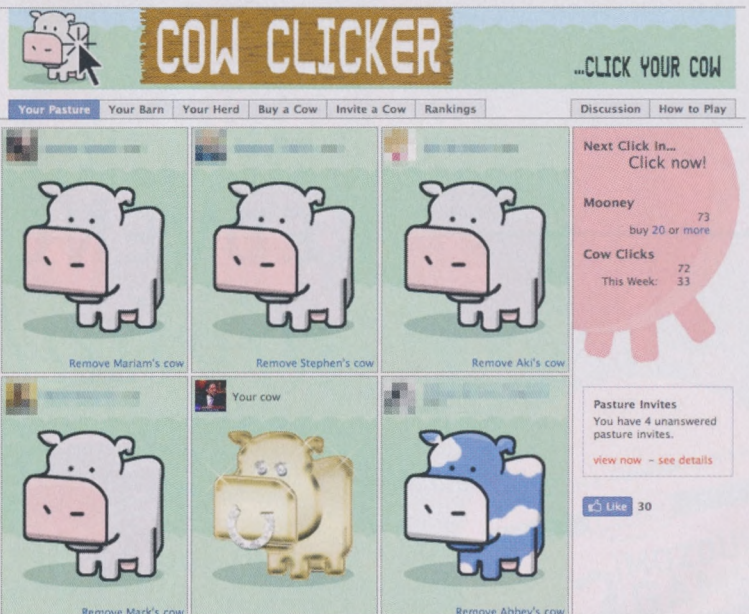 COW CLICKER
...CLICK YOUR COW
Your Pasture
Your Barn
Your Herd
Buy a Cow
Invite a Cow
Rankings
Discussion
How to Play
Next Click in...
Click now!
Mooney
73
buy 20 or more
Cow Clicks
72
This Week: 33
Remove Mariam's cow
Remove Stephen's cow
Remove Aki's cow
Your cow
Pasture Invites
You have 4 unanswered
pasture invites.
view now - see details
Like 30
Remove Mark's cow
Remove Abbey's cow